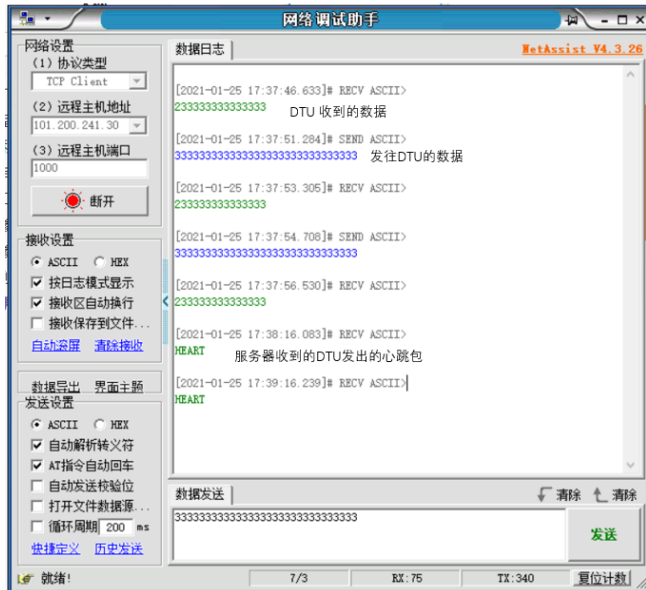 网络调试助手
网络设置
(1) 协议类型
TCP Client
(2) 远程主机地址
101.200.241.30
(3) 远程主机端口
1000
断开
接收设置
ASCII HEX
按日志模式显示
接收区自动换行
接收保存到文件...
自动滚屏 清除接收
数据导出 界面主题
发送设置
ASCII HEX
自动解析转义符
AT指令自动回车
自动发送校验位
打开文件数据源...
循环周期 200 ms
快捷定义 历史发送
数据日志
NetAssist V4.3.26
[2021-01-25 17:37:46.633]# RECV ASCII>
233333333333333
DTU 收到的数据
[2021-01-25 17:37:51.284]# SEND ASCII>
333333333333333333333333333333
发往DTU的数据
[2021-01-25 17:37:53.305]# RECV ASCII>
233333333333333
[2021-01-25 17:37:54.708]# SEND ASCII>
333333333333333333333333333333
[2021-01-25 17:37:56.530]# RECV ASCII>
233333333333333
[2021-01-25 17:38:16.083]# RECV ASCII>
HEART
服务器收到的DTU发出的心跳包
[2021-01-25 17:39:16.239]# RECV ASCII>
HEART
数据发送
清除 清除
333333333333333333333333333333
发送
就绪!
7/3
RX:75
TX:340
复位计数